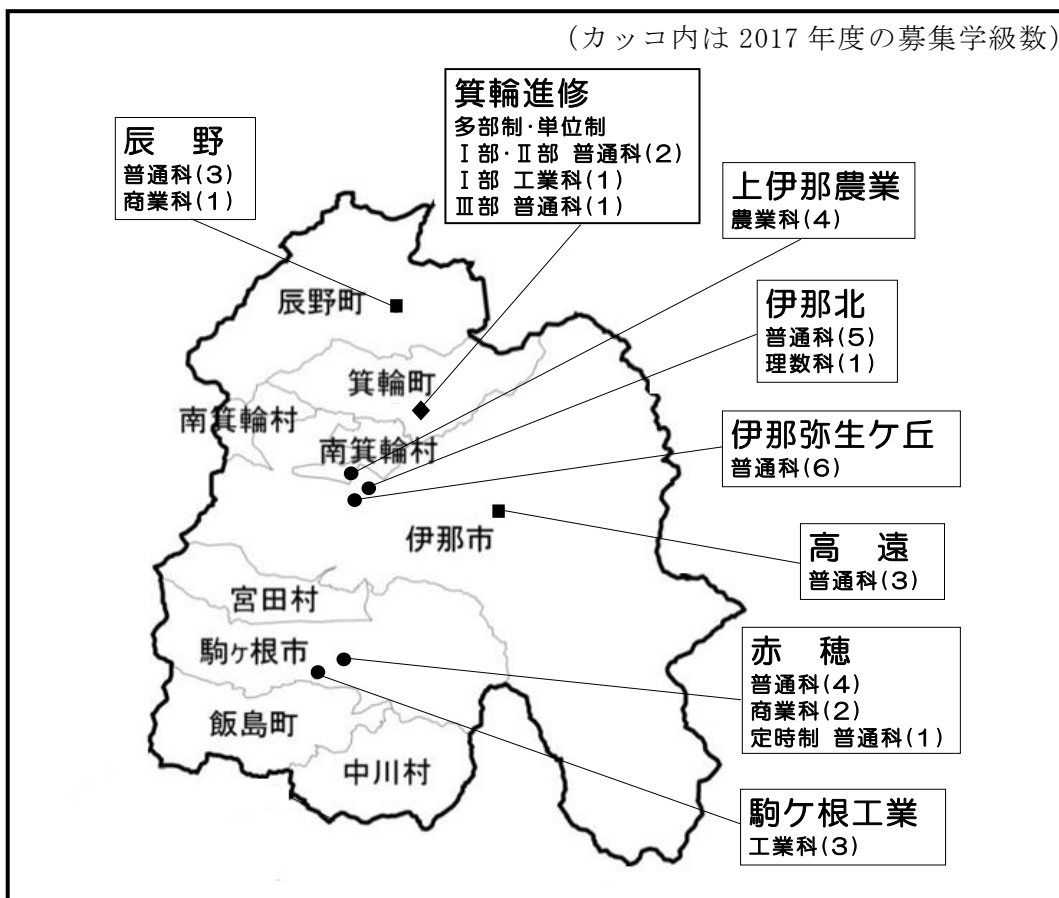 (カッコ内は 2017 年度の募集学級数)
箕輪進修
多部制・単位制
Ⅰ部・Ⅱ部 普通科(2)
Ⅰ部 工業科(1)
Ⅲ部 普通科(1)
辰 野
普通科(3)
商業科(1)
上伊那農業
農業科(4)
伊那北
普通科(5)
理数科(1)
伊那弥生ケ丘
普通科(6)
高 遠
普通科(3)
赤 穂
普通科(4)
商業科(2)
定時制 普通科(1)
駒ケ根工業
工業科(3)
辰野町
箕輪町
南箕輪村
南箕輪村
伊那市
宮田村
駒ヶ根市
飯島町
中川村